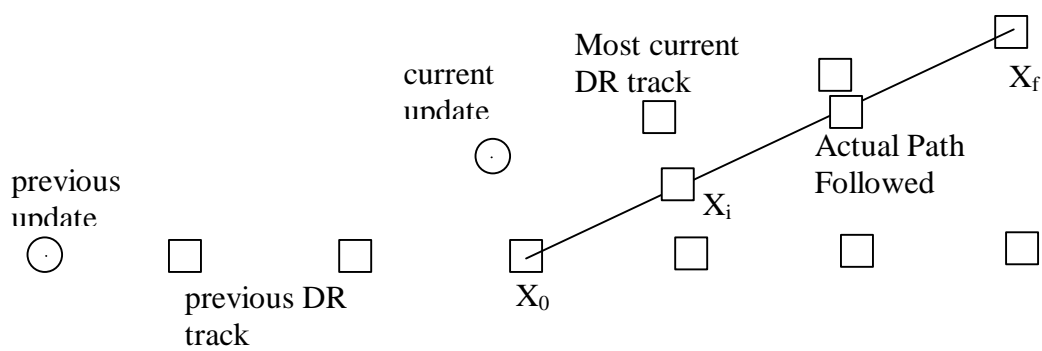 Most current
DR track
current
update
X_f
Actual Path
Followed
previous
update
X_i
X_0
previous DR
track